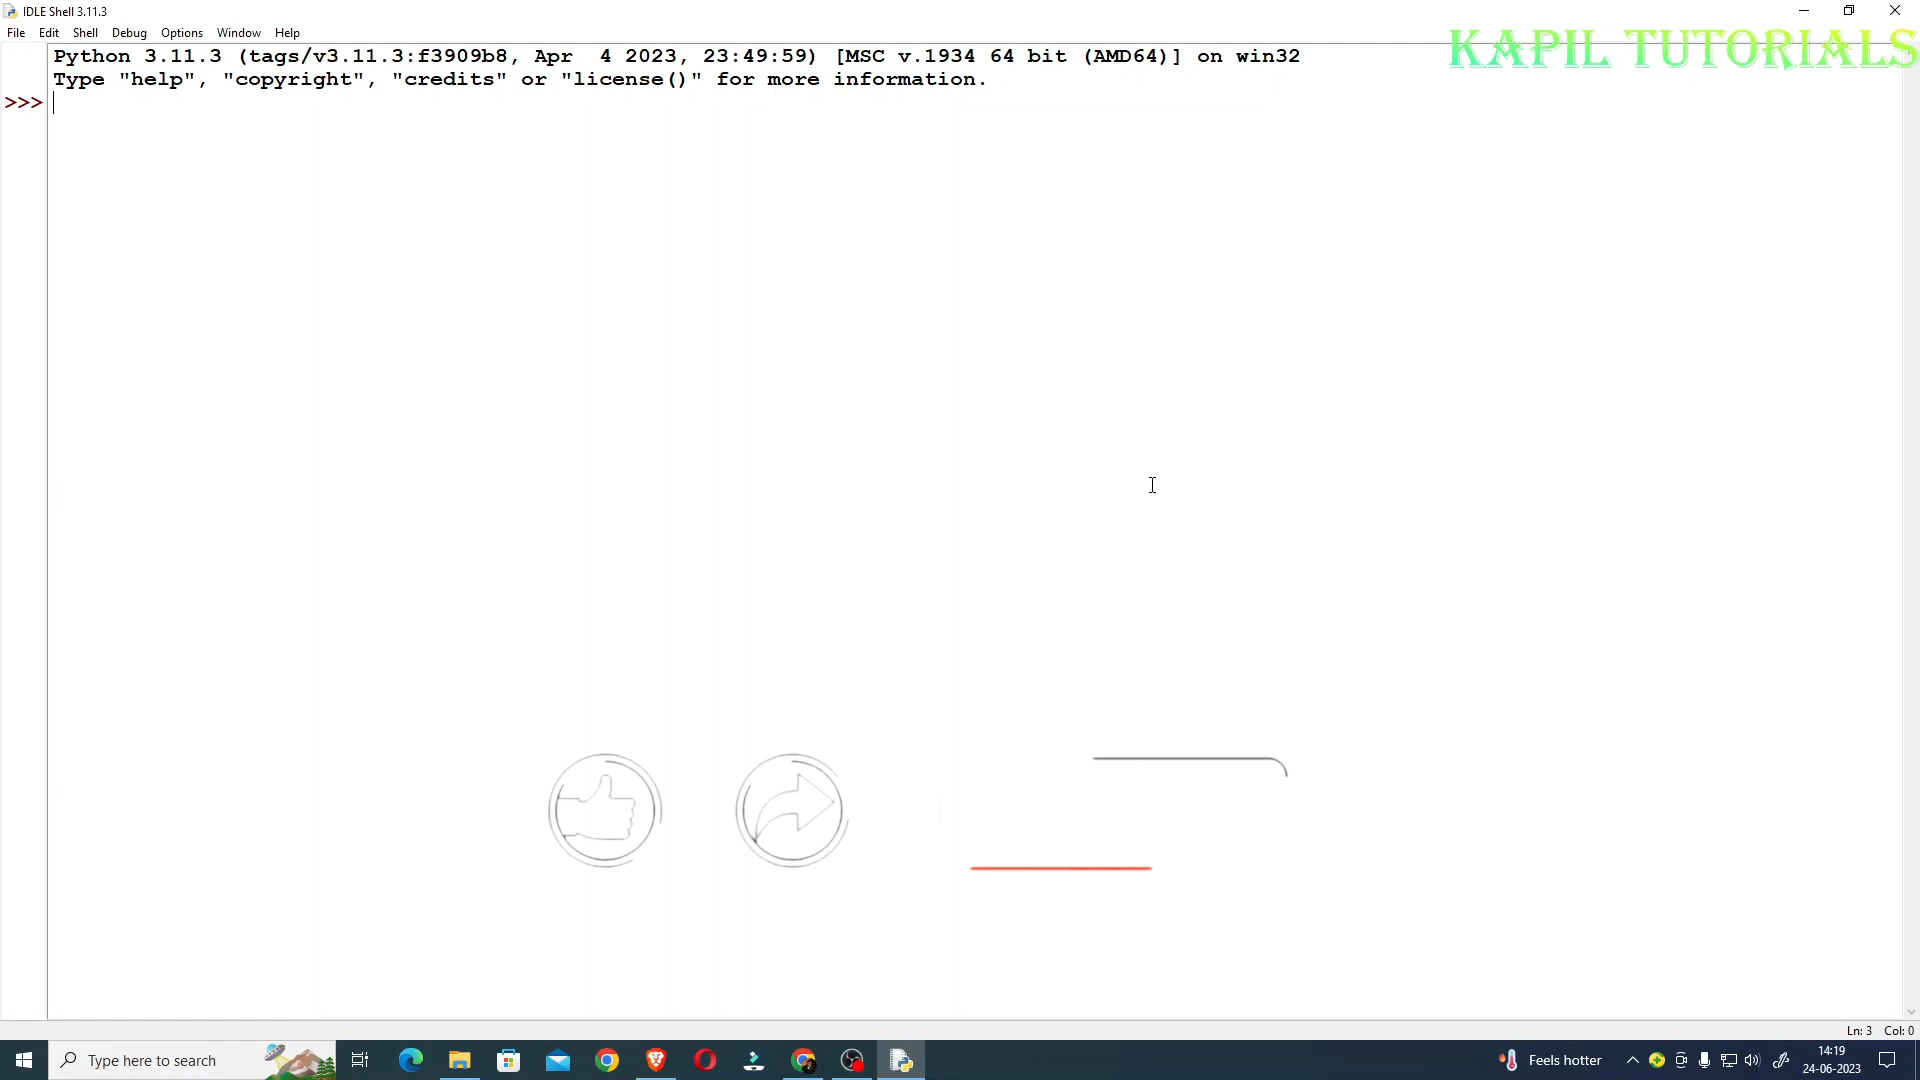 IDLE Shell 3.11.3
File Edit Shell Debug Options Window Help
KAPIL TUTORIALS
Python 3.11.3 (tags/v3.11.3:f3909b8, Apr  4 2023, 23:49:59) [MSC v.1934 64 bit (AMD64)] on win32
Type "help", "copyright", "credits" or "license()" for more information.
>>>
Ln: 3 Col: 0
Type here to search
Feels hotter
14:19
24-06-2023